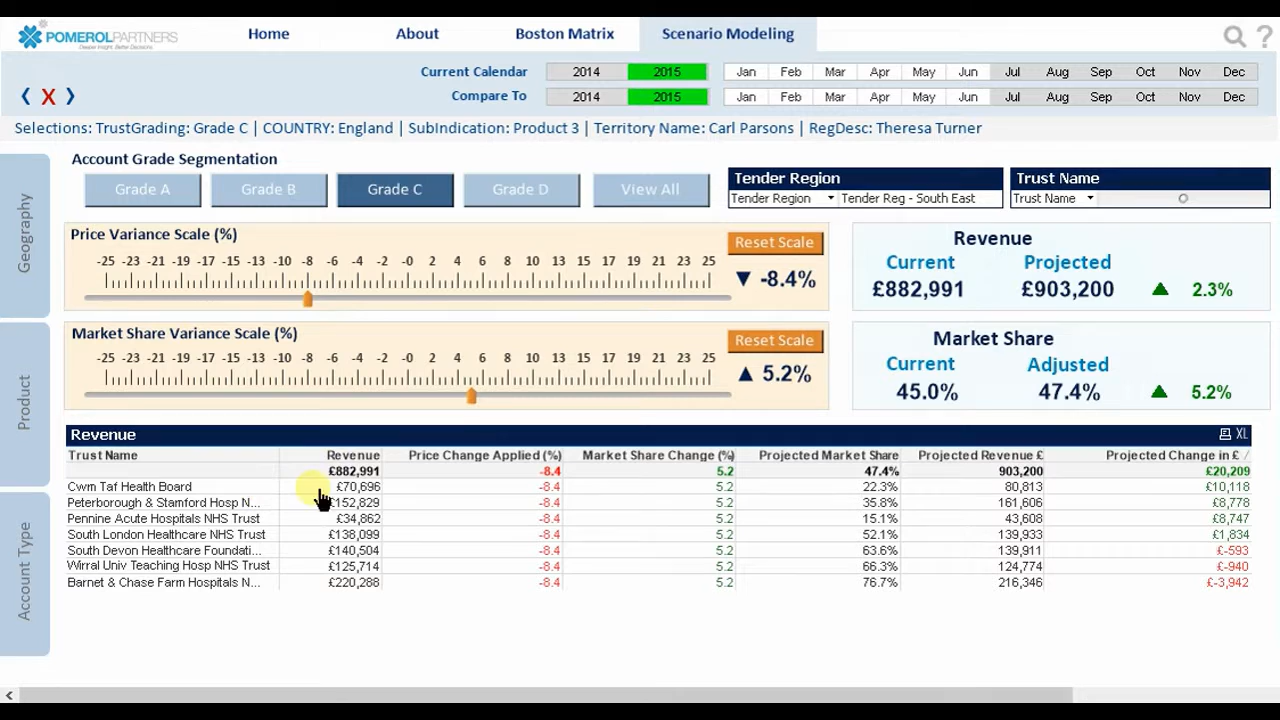 POMEROLPARTNERS
Deeper Insight, Better Decisions
Home About Boston Matrix Scenario Modeling
?
Current Calendar 2014 2015 Jan Feb Mar Apr May Jun Jul Aug Sep Oct Nov Dec
Compare To 2014 2015 Jan Feb Mar Apr May Jun Jul Aug Sep Oct Nov Dec
X
Selections: TrustGrading: Grade C | COUNTRY: England | SubIndication: Product 3 | Territory Name: Carl Parsons | RegDesc: Theresa Turner
Geography
Product
Account Type
Account Grade Segmentation
Grade A Grade B Grade C Grade D View All
Tender Region
Tender Region Tender Reg - South East
Trust Name
Trust Name
Price Variance Scale (%)
Reset Scale
-25 -23 -21 -19 -17 -15 -13 -11 -10 -8 -6 -4 -2 -0 2 4 6 8 10 13 15 17 19 21 23 25
▼ -8.4%
Revenue
Current Projected
£882,991 £903,200 ▲ 2.3%
Market Share Variance Scale (%)
Reset Scale
-25 -23 -21 -19 -17 -15 -13 -11 -10 -8 -6 -4 -2 -0 2 4 6 8 10 13 15 17 19 21 23 25
▲ 5.2%
Market Share
Current Adjusted
45.0% 47.4% ▲ 5.2%
Revenue XL
Trust Name Revenue Price Change Applied (%) Market Share Change (%) Projected Market Share Projected Revenue £ Projected Change in £
£882,991 -8.4 5.2 47.4% 903,200 £20,209
Cwm Taf Health Board £70,696 -8.4 5.2 22.3% 80,813 £10,118
Peterborough & Stamford Hosp N... £152,829 -8.4 5.2 35.8% 161,606 £8,778
Pennine Acute Hospitals NHS Trust £34,862 -8.4 5.2 15.1% 43,608 £8,747
South London Healthcare NHS Trust £138,099 -8.4 5.2 52.1% 139,933 £1,834
South Devon Healthcare Foundati... £140,504 -8.4 5.2 63.6% 139,911 £-593
Wirral Univ Teaching Hosp NHS Trust £125,714 -8.4 5.2 66.3% 124,774 £-940
Barnet & Chase Farm Hospitals N... £220,288 -8.4 5.2 76.7% 216,346 £-3,942